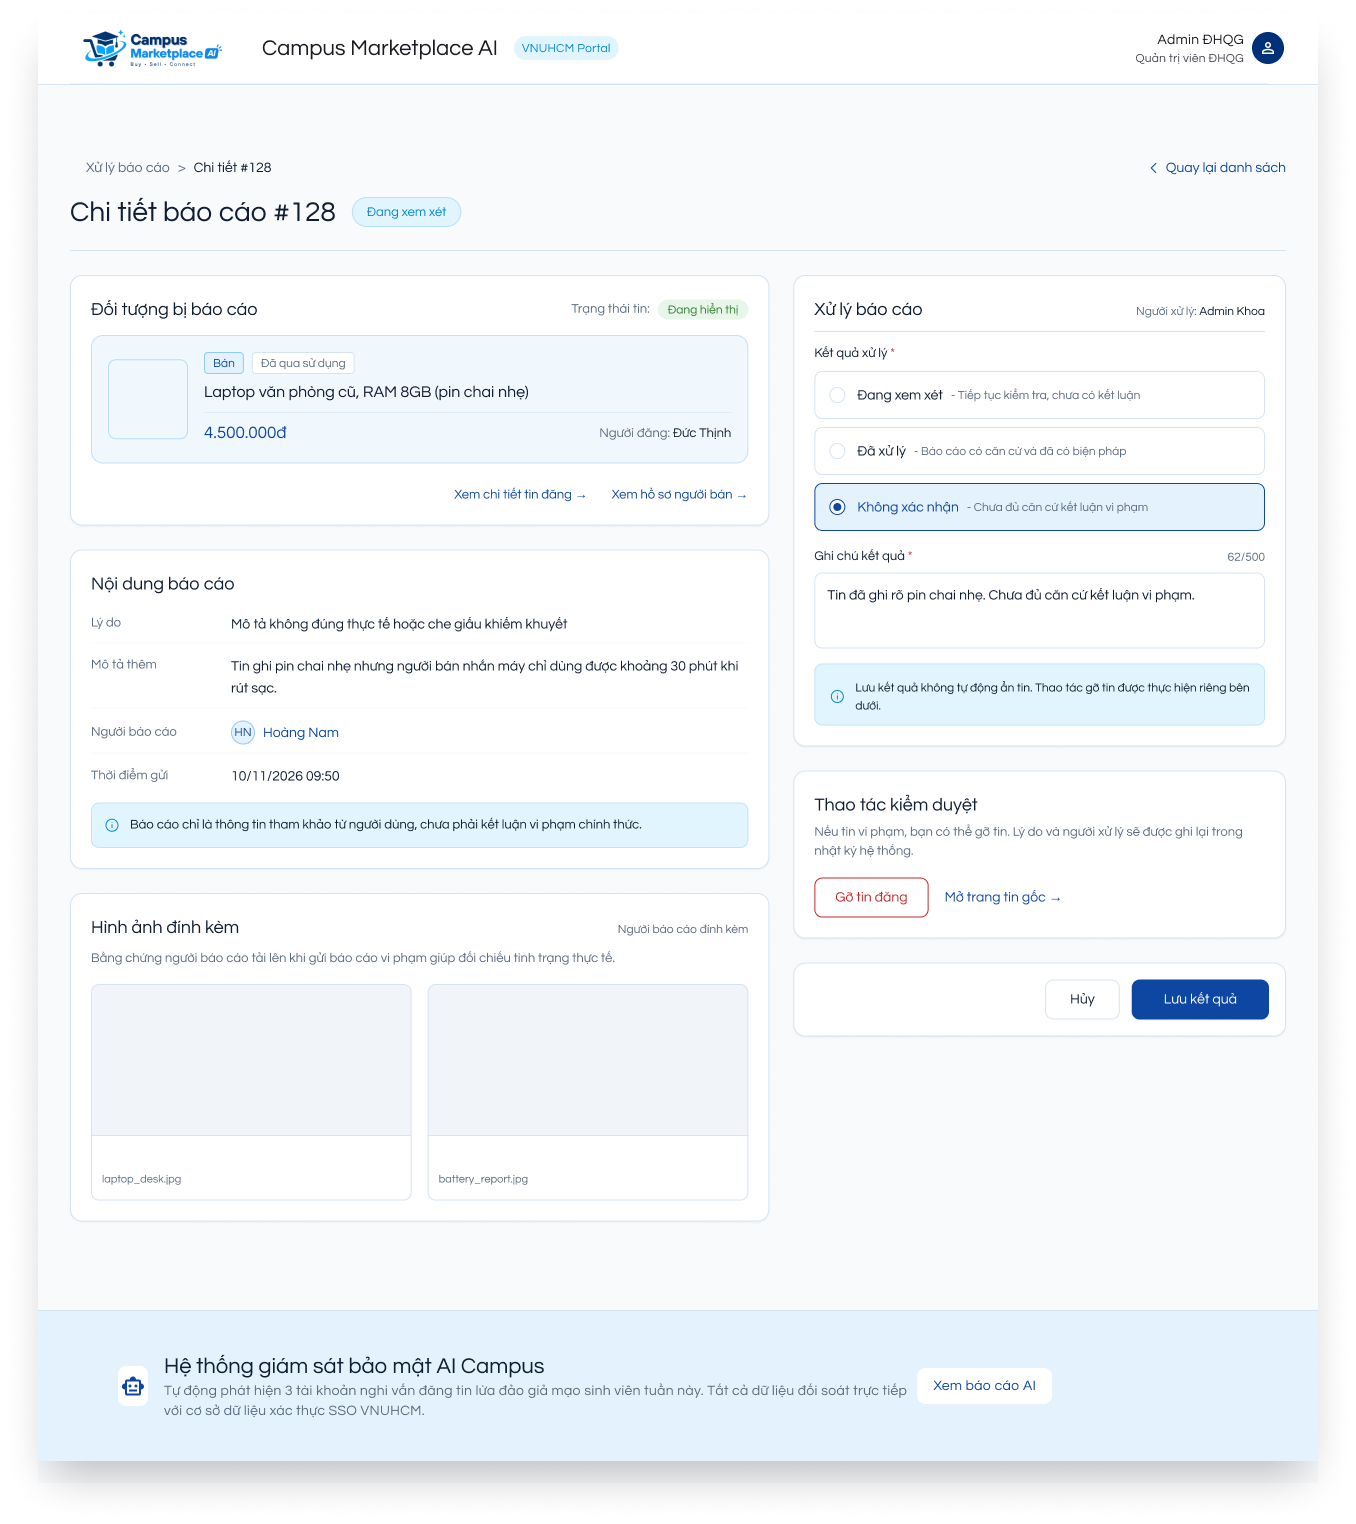 Campus
Marketplace AI
Buy • Sell • Connect
Campus Marketplace AI
VNUHCM Portal
Admin ĐHQG
Quản trị viên ĐHQG
Xử lý báo cáo > Chi tiết #128
Quay lại danh sách
Chi tiết báo cáo #128
Đang xem xét
Đối tượng bị báo cáo
Trạng thái tin: Đang hiển thị
Bán
Đã qua sử dụng
Laptop văn phòng cũ, RAM 8GB (pin chai nhẹ)
4.500.000đ
Người đăng: Đức Thịnh
Xem chi tiết tin đăng →
Xem hồ sơ người bán →
Nội dung báo cáo
Lý do
Mô tả không đúng thực tế hoặc che giấu khiếm khuyết
Mô tả thêm
Tin ghi pin chai nhẹ nhưng người bán nhắn máy chỉ dùng được khoảng 30 phút khi
rút sạc.
Người báo cáo
HN Hoàng Nam
Thời điểm gửi
10/11/2026 09:50
Báo cáo chỉ là thông tin tham khảo từ người dùng, chưa phải kết luận vi phạm chính thức.
Hình ảnh đính kèm
Người báo cáo đính kèm
Bằng chứng người báo cáo tải lên khi gửi báo cáo vi phạm giúp đối chiếu tình trạng thực tế.
laptop_desk.jpg
battery_report.jpg
Xử lý báo cáo
Người xử lý: Admin Khoa
Kết quả xử lý *
Đang xem xét - Tiếp tục kiểm tra, chưa có kết luận
Đã xử lý - Báo cáo có căn cứ và đã có biện pháp
Không xác nhận - Chưa đủ căn cứ kết luận vi phạm
Ghi chú kết quả *
62/500
Tin đã ghi rõ pin chai nhẹ. Chưa đủ căn cứ kết luận vi phạm.
Lưu kết quả không tự động ẩn tin. Thao tác gỡ tin được thực hiện riêng bên
dưới.
Thao tác kiểm duyệt
Nếu tin vi phạm, bạn có thể gỡ tin. Lý do và người xử lý sẽ được ghi lại trong
nhật ký hệ thống.
Gỡ tin đăng
Mở trang tin gốc →
Hủy
Lưu kết quả
Hệ thống giám sát bảo mật AI Campus
Tự động phát hiện 3 tài khoản nghi vấn đăng tin lừa đảo giả mạo sinh viên tuần này. Tất cả dữ liệu đối soát trực tiếp
với cơ sở dữ liệu xác thực SSO VNUHCM.
Xem báo cáo AI